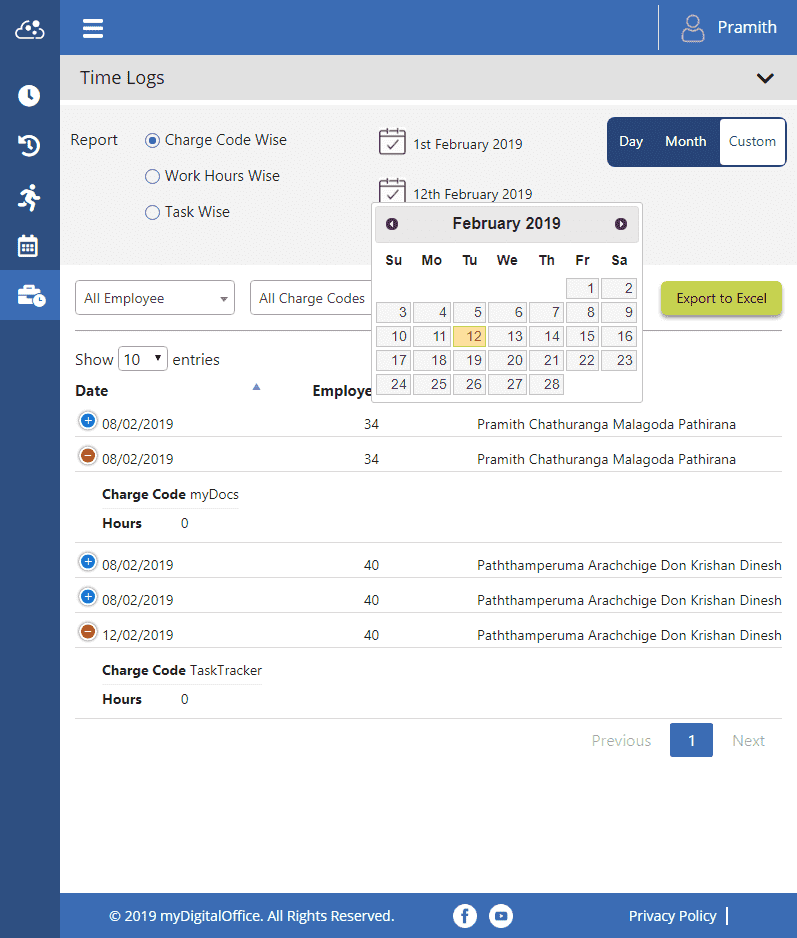 Pramith
Time Logs
Report
Charge Code Wise
Work Hours Wise
Task Wise
1st February 2019
12th February 2019
Day Month Custom
February 2019
Su Mo Tu We Th Fr Sa
1 2
3 4 5 6 7 8 9
10 11 12 13 14 15 16
17 18 19 20 21 22 23
24 25 26 27 28
All Employee
All Charge Codes
Export to Excel
Show 10 entries
Date Employe
08/02/2019 34 Pramith Chathuranga Malagoda Pathirana
08/02/2019 34 Pramith Chathuranga Malagoda Pathirana
Charge Code myDocs
Hours 0
08/02/2019 40 Paththamperuma Arachchige Don Krishan Dinesh
08/02/2019 40 Paththamperuma Arachchige Don Krishan Dinesh
12/02/2019 40 Paththamperuma Arachchige Don Krishan Dinesh
Charge Code TaskTracker
Hours 0
Previous 1 Next
© 2019 myDigitalOffice. All Rights Reserved.
Privacy Policy